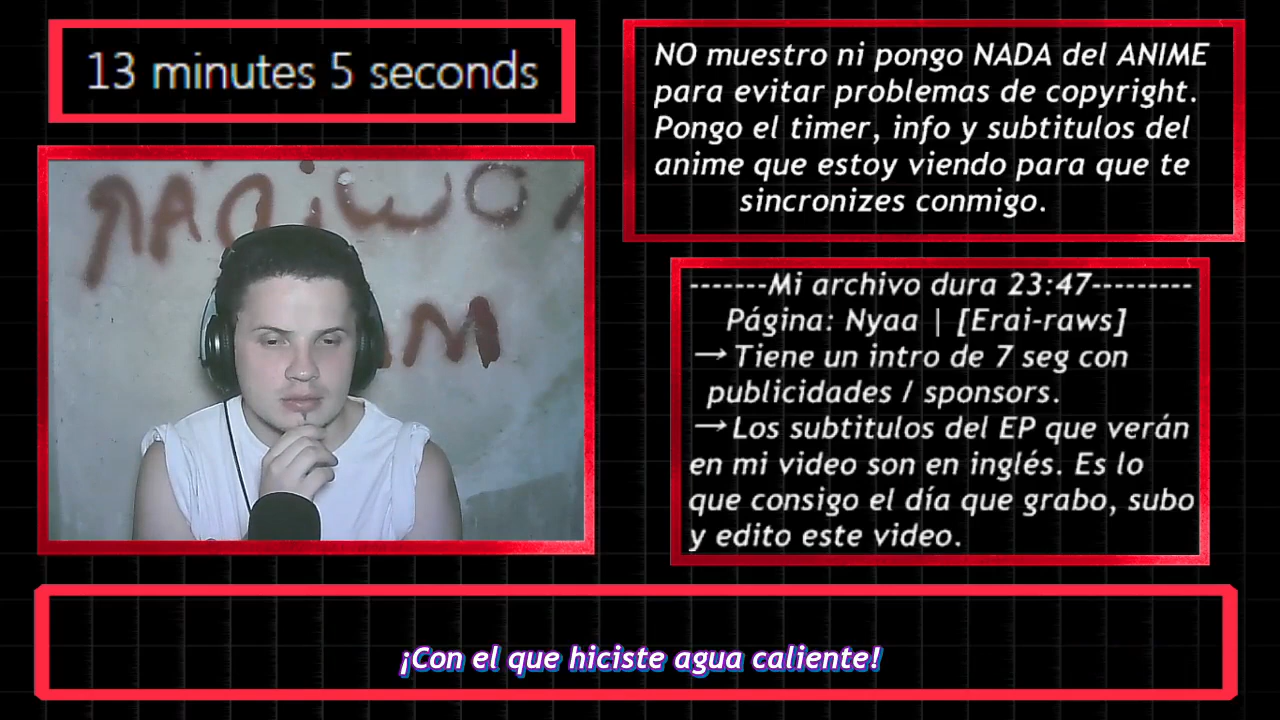 13 minutes 5 seconds
NO muestro ni pongo NADA del ANIME
para evitar problemas de copyright.
Pongo el timer, info y subtitulos del
anime que estoy viendo para que te
sincronizes conmigo.
-------Mi archivo dura 23:47---------
Página: Nyaa | [Erai-raws]
→Tiene un intro de 7 seg con
publicidades / sponsors.
→Los subtitulos del EP que verán
en mi video son en inglés. Es lo
que consigo el día que grabo, subo
y edito este video.
¡Con el que hiciste agua caliente!